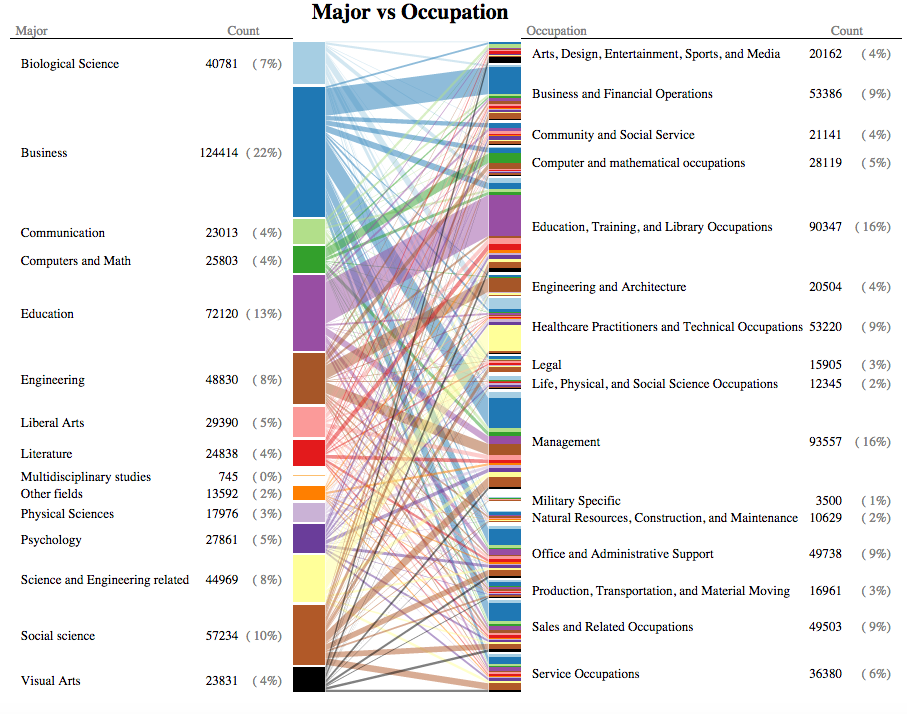 Major vs Occupation
Major Count
Biological Science 40781 ( 7%)
Business 124414 ( 22%)
Communication 23013 ( 4%)
Computers and Math 25803 ( 4%)
Education 72120 ( 13%)
Engineering 48830 ( 8%)
Liberal Arts 29390 ( 5%)
Literature 24838 ( 4%)
Multidisciplinary studies 745 ( 0%)
Other fields 13592 ( 2%)
Physical Sciences 17976 ( 3%)
Psychology 27861 ( 5%)
Science and Engineering related 44969 ( 8%)
Social science 57234 ( 10%)
Visual Arts 23831 ( 4%)
Occupation Count
Arts, Design, Entertainment, Sports, and Media 20162 ( 4%)
Business and Financial Operations 53386 ( 9%)
Community and Social Service 21141 ( 4%)
Computer and mathematical occupations 28119 ( 5%)
Education, Training, and Library Occupations 90347 ( 16%)
Engineering and Architecture 20504 ( 4%)
Healthcare Practitioners and Technical Occupations 53220 ( 9%)
Legal 15905 ( 3%)
Life, Physical, and Social Science Occupations 12345 ( 2%)
Management 93557 ( 16%)
Military Specific 3500 ( 1%)
Natural Resources, Construction, and Maintenance 10629 ( 2%)
Office and Administrative Support 49738 ( 9%)
Production, Transportation, and Material Moving 16961 ( 3%)
Sales and Related Occupations 49503 ( 9%)
Service Occupations 36380 ( 6%)